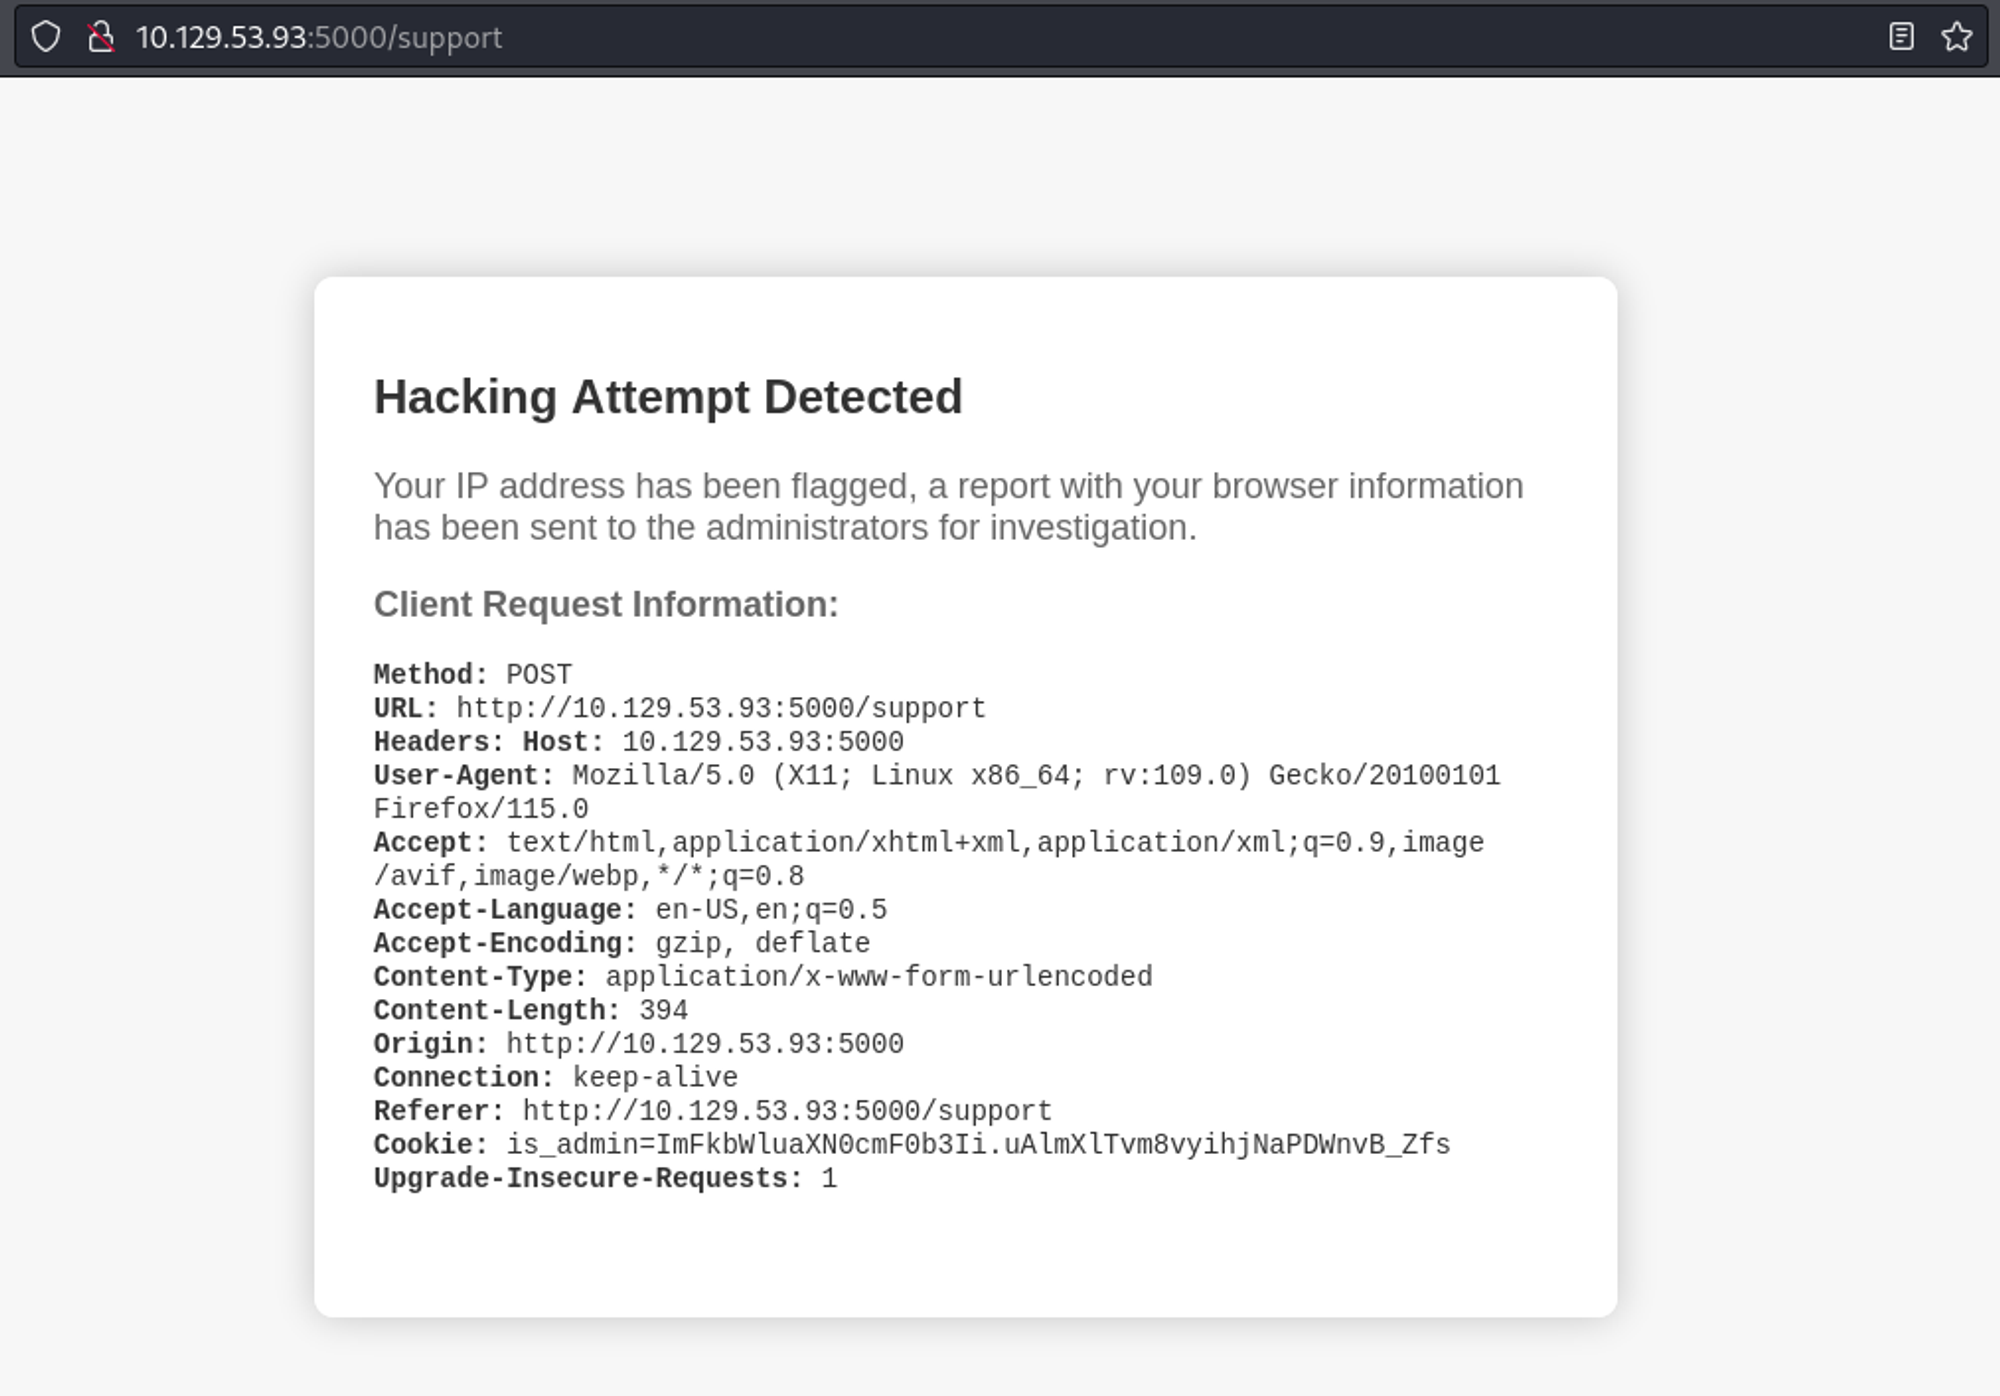 10.129.53.93:5000/support
Hacking Attempt Detected
Your IP address has been flagged, a report with your browser information
has been sent to the administrators for investigation.
Client Request Information:
Method: POST
URL: http://10.129.53.93:5000/support
Headers: Host: 10.129.53.93:5000
User-Agent: Mozilla/5.0 (X11; Linux x86_64; rv:109.0) Gecko/20100101
Firefox/115.0
Accept: text/html,application/xhtml+xml,application/xml;q=0.9,image
/avif,image/webp,*/*;q=0.8
Accept-Language: en-US,en;q=0.5
Accept-Encoding: gzip, deflate
Content-Type: application/x-www-form-urlencoded
Content-Length: 394
Origin: http://10.129.53.93:5000
Connection: keep-alive
Referer: http://10.129.53.93:5000/support
Cookie: is_admin=ImFkbWluaXN0cmF0b3Ii.uAlmXlTvm8vyihjNaPDWnvB_Zfs
Upgrade-Insecure-Requests: 1